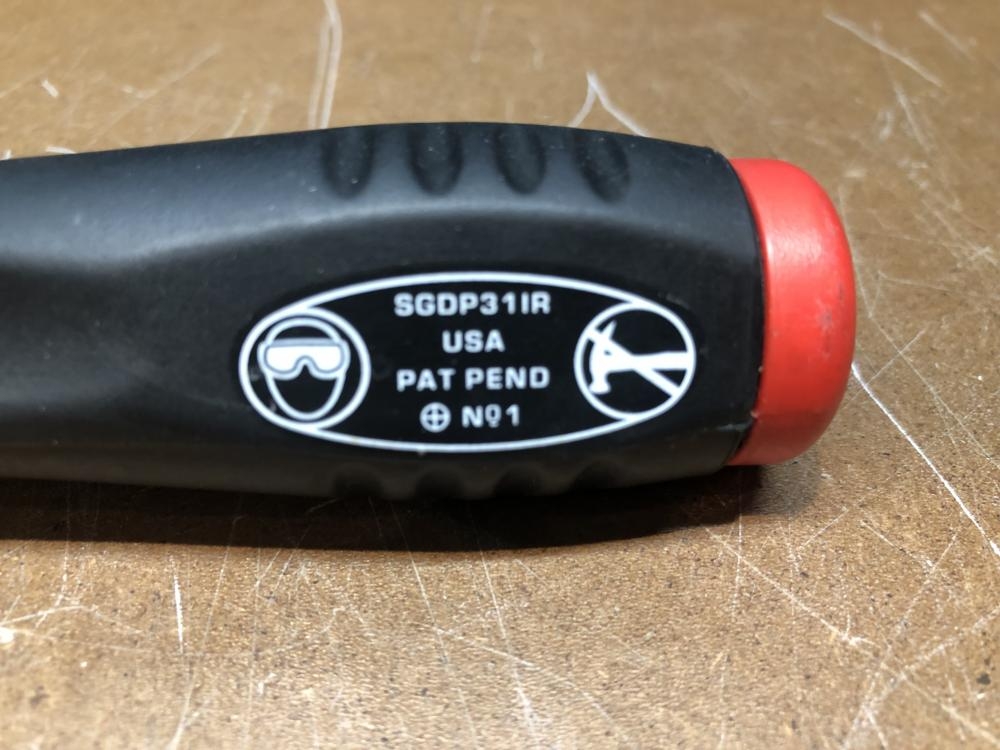 SGDP31IR
USA
PAT PEND
⊕ Nº1